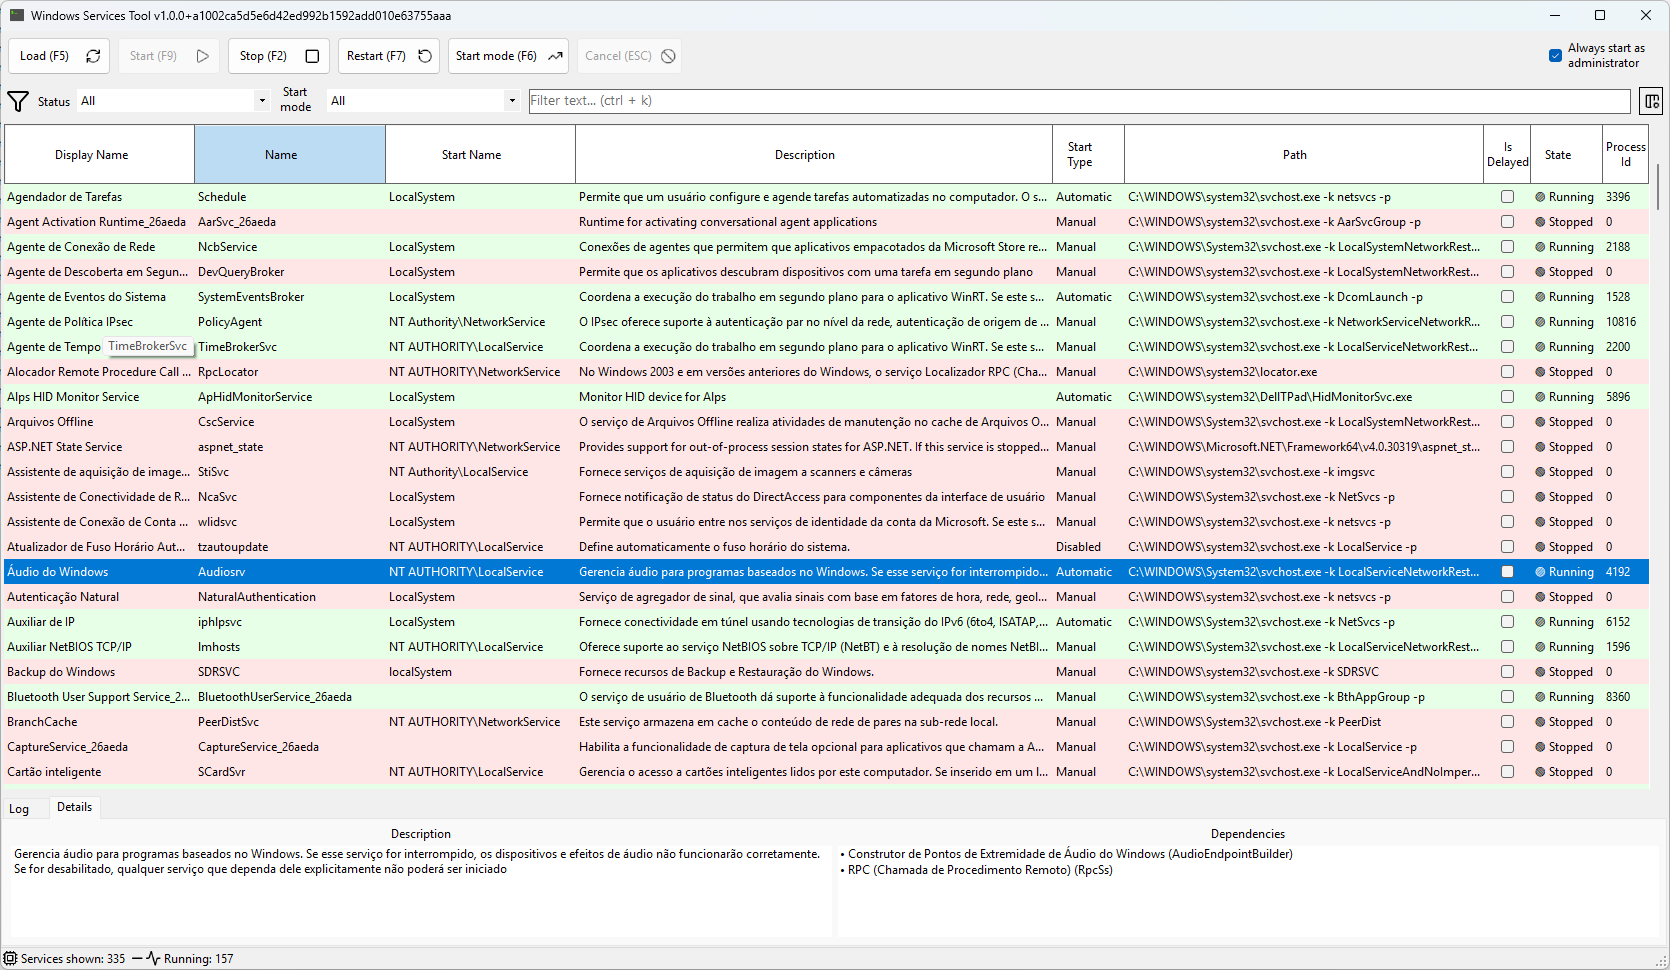 Windows Services Tool v1.0.0+a1002ca5d5e6d42ed992b1592add010e63755aaa
Load (F5) Start (F9) Stop (F2) Restart (F7) Start mode (F6) Cancel (ESC) Always start as
administrator
Status All Start
mode All Filter text... (ctrl + k)
Display Name Name Start Name Description Start
Type Path Is
Delayed State Process
Id
Agendador de Tarefas Schedule LocalSystem Permite que um usuário configure e agende tarefas automatizadas no computador. O s... Automatic C:\WINDOWS\system32\svchost.exe -k netsvcs -p Running 3396
Agent Activation Runtime_26aeda AarSvc_26aeda Runtime for activating conversational agent applications Manual C:\WINDOWS\system32\svchost.exe -k AarSvcGroup -p Stopped 0
Agente de Conexão de Rede NcbService LocalSystem Conexões de agentes que permitem que aplicativos empacotados da Microsoft Store re... Manual C:\WINDOWS\System32\svchost.exe -k LocalSystemNetworkRest... Running 2188
Agente de Descoberta em Segun... DevQueryBroker LocalSystem Permite que os aplicativos descubram dispositivos com uma tarefa em segundo plano Manual C:\WINDOWS\system32\svchost.exe -k LocalSystemNetworkRest... Stopped 0
Agente de Eventos do Sistema SystemEventsBroker LocalSystem Coordena a execução do trabalho em segundo plano para o aplicativo WinRT. Se este s... Automatic C:\WINDOWS\system32\svchost.exe -k DcomLaunch -p Running 1528
Agente de Política IPsec PolicyAgent NT Authority\NetworkService O IPsec oferece suporte à autenticação par no nível da rede, autenticação de origem de ... Manual C:\WINDOWS\system32\svchost.exe -k NetworkServiceNetworkR... Running 10816
Agente de Tempo TimeBrokerSvc TimeBrokerSvc NT AUTHORITY\LocalService Coordena a execução do trabalho em segundo plano para o aplicativo WinRT. Se este s... Manual C:\WINDOWS\system32\svchost.exe -k LocalServiceNetworkRest... Running 2200
Alocador Remote Procedure Call ... RpcLocator NT AUTHORITY\NetworkService No Windows 2003 e em versões anteriores do Windows, o serviço Localizador RPC (Cha... Manual C:\WINDOWS\system32\locator.exe Stopped 0
Alps HID Monitor Service ApHidMonitorService LocalSystem Monitor HID device for Alps Automatic C:\WINDOWS\system32\DellTPad\HidMonitorSvc.exe Running 5896
Arquivos Offline CscService LocalSystem O serviço de Arquivos Offline realiza atividades de manutenção no cache de Arquivos O... Manual C:\WINDOWS\System32\svchost.exe -k LocalSystemNetworkRest... Stopped 0
ASP.NET State Service aspnet_state NT AUTHORITY\NetworkService Provides support for out-of-process session states for ASP.NET. If this service is stopped... Manual C:\WINDOWS\Microsoft.NET\Framework64\v4.0.30319\aspnet_st... Stopped 0
Assistente de aquisição de image... StiSvc NT Authority\LocalService Fornece serviços de aquisição de imagem a scanners e câmeras Manual C:\WINDOWS\system32\svchost.exe -k imgsvc Stopped 0
Assistente de Conectividade de R... NcaSvc LocalSystem Fornece notificação de status do DirectAccess para componentes da interface de usuário Manual C:\WINDOWS\System32\svchost.exe -k NetSvcs -p Stopped 0
Assistente de Conexão de Conta ... wlidsvc LocalSystem Permite que o usuário entre nos serviços de identidade da conta da Microsoft. Se este s... Manual C:\WINDOWS\system32\svchost.exe -k netsvcs -p Stopped 0
Atualizador de Fuso Horário Aut... tzautoupdate NT AUTHORITY\LocalService Define automaticamente o fuso horário do sistema. Disabled C:\WINDOWS\system32\svchost.exe -k LocalService -p Stopped 0
Áudio do Windows Audiosrv NT AUTHORITY\LocalService Gerencia áudio para programas baseados no Windows. Se esse serviço for interrompido... Automatic C:\WINDOWS\System32\svchost.exe -k LocalServiceNetworkRest... Running 4192
Autenticação Natural NaturalAuthentication LocalSystem Serviço de agregador de sinal, que avalia sinais com base em fatores de hora, rede, geol... Manual C:\WINDOWS\system32\svchost.exe -k netsvcs -p Stopped 0
Auxiliar de IP iphlpsvc LocalSystem Fornece conectividade em túnel usando tecnologias de transição do IPv6 (6to4, ISATAP,... Automatic C:\WINDOWS\System32\svchost.exe -k NetSvcs -p Running 6152
Auxiliar NetBIOS TCP/IP lmhosts NT AUTHORITY\LocalService Oferece suporte ao serviço NetBIOS sobre TCP/IP (NetBT) e à resolução de nomes NetBI... Manual C:\WINDOWS\system32\svchost.exe -k LocalServiceNetworkRest... Running 1596
Backup do Windows SDRSVC localSystem Fornece recursos de Backup e Restauração do Windows. Manual C:\WINDOWS\system32\svchost.exe -k SDRSVC Stopped 0
Bluetooth User Support Service_2... BluetoothUserService_26aeda O serviço de usuário de Bluetooth dá suporte à funcionalidade adequada dos recursos ... Manual C:\WINDOWS\system32\svchost.exe -k BthAppGroup -p Running 8360
BranchCache PeerDistSvc NT AUTHORITY\NetworkService Este serviço armazena em cache o conteúdo de rede de pares na sub-rede local. Manual C:\WINDOWS\System32\svchost.exe -k PeerDist Stopped 0
CaptureService_26aeda CaptureService_26aeda Habilita a funcionalidade de captura de tela opcional para aplicativos que chamam a A... Manual C:\WINDOWS\system32\svchost.exe -k LocalService -p Stopped 0
Cartão inteligente SCardSvr NT AUTHORITY\LocalService Gerencia o acesso a cartões inteligentes lidos por este computador. Se inserido em um l... Manual C:\WINDOWS\system32\svchost.exe -k LocalServiceAndNoImper... Stopped 0
Log Details
Description Dependencies
Gerencia áudio para programas baseados no Windows. Se esse serviço for interrompido, os dispositivos e efeitos de áudio não funcionarão corretamente. • Construtor de Pontos de Extremidade de Áudio do Windows (AudioEndpointBuilder)
Se for desabilitado, qualquer serviço que dependa dele explicitamente não poderá ser iniciado • RPC (Chamada de Procedimento Remoto) (RpcSs)
Services shown: 335 Running: 157